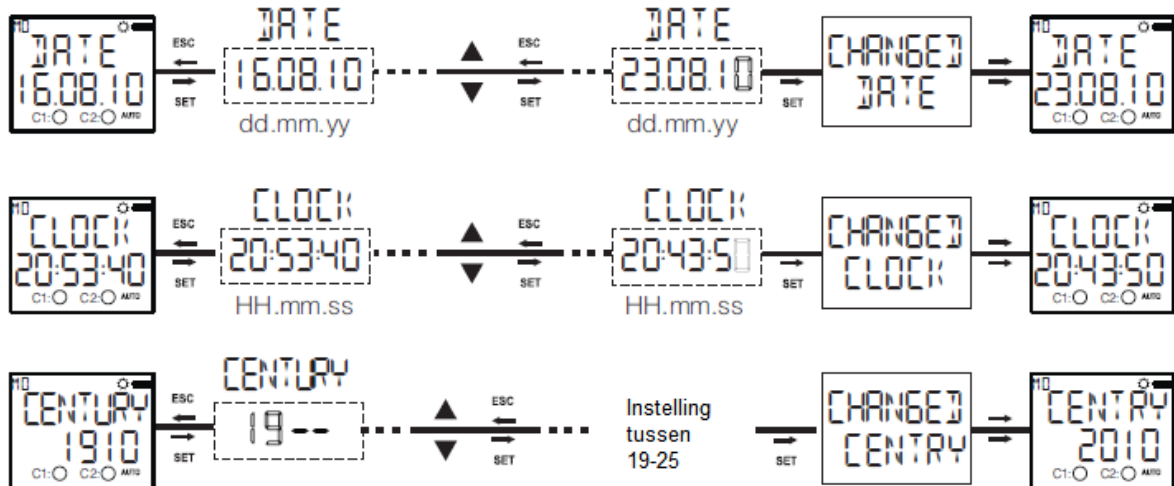 MO
DATE
16.08.10
C1: C2: AUTO
ESC
SET
DATE
16.08.10
dd.mm.yy
ESC
SET
DATE
23.08.10
dd.mm.yy
SET
CHANGED
DATE
MO
DATE
23.08.10
C1: C2: AUTO
MO
CLOCK
20:53:40
C1: C2: AUTO
ESC
SET
CLOCK
20:53:40
HH.mm.ss
ESC
SET
CLOCK
20:43:50
HH.mm.ss
SET
CHANGED
CLOCK
MO
CLOCK
20:43:50
C1: C2: AUTO
MO
CENTURY
1910
C1: C2: AUTO
ESC
SET
CENTURY
19--
ESC
SET
Instelling
tussen
19-25
SET
CHANGED
CENTRY
MO
CENTRY
2010
C1: C2: AUTO